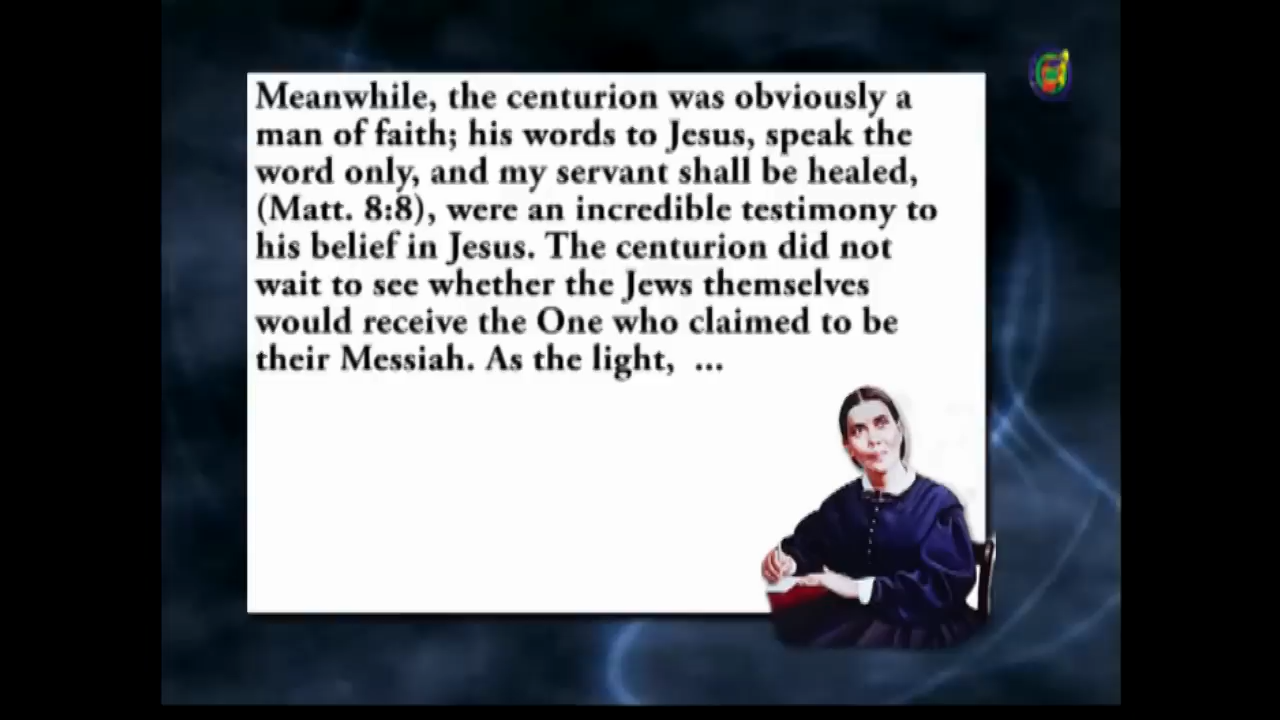 Meanwhile, the centurion was obviously a
man of faith; his words to Jesus, speak the
word only, and my servant shall be healed,
(Matt. 8:8), were an incredible testimony to
his belief in Jesus. The centurion did not
wait to see whether the Jews themselves
would receive the One who claimed to be
their Messiah. As the light,  ...